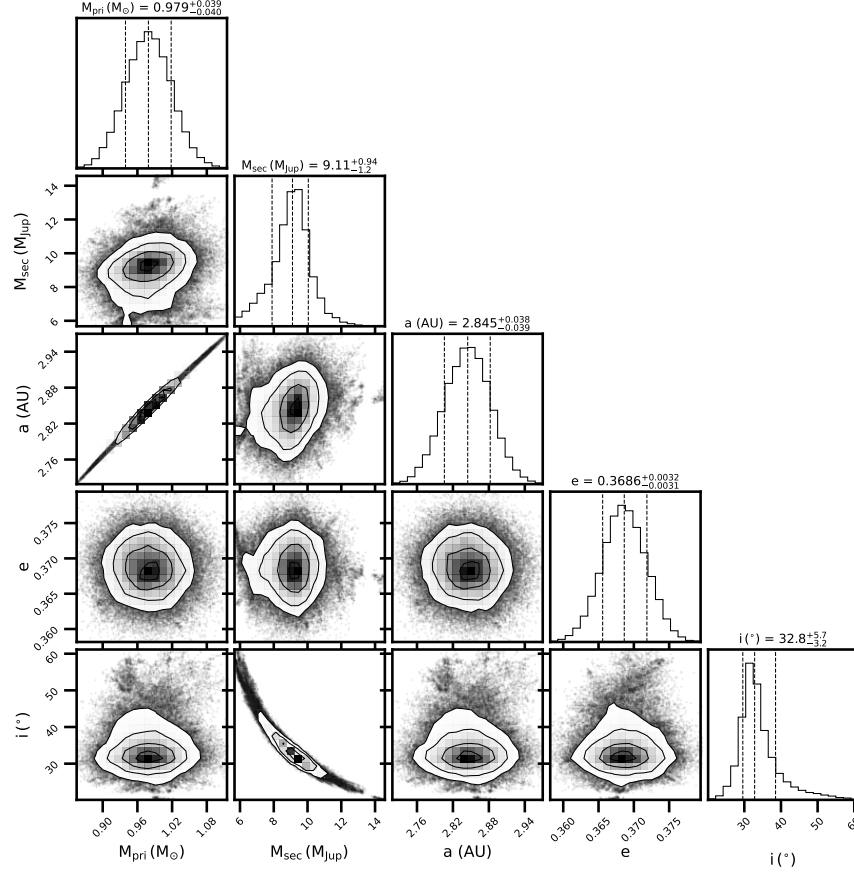 M_pri (M_⊙) = 0.979^{+0.039}_{-0.040}
M_sec (M_Jup) = 9.11^{+0.94}_{-1.2}
M_sec (M_Jup)
14
12
10
8
6
a (AU) = 2.845^{+0.038}_{-0.039}
a (AU)
2.94
2.88
2.82
2.76
e = 0.3686^{+0.0032}_{-0.0031}
e
0.375
0.370
0.365
0.360
i (°) = 32.8^{+5.7}_{-3.2}
i (°)
60
50
40
30
0.90 0.96 1.02 1.08
6 8 10 12 14
2.76 2.82 2.88 2.94
0.360 0.365 0.370 0.375
30 40 50 60
M_pri (M_⊙) M_sec (M_Jup) a (AU) e i (°)